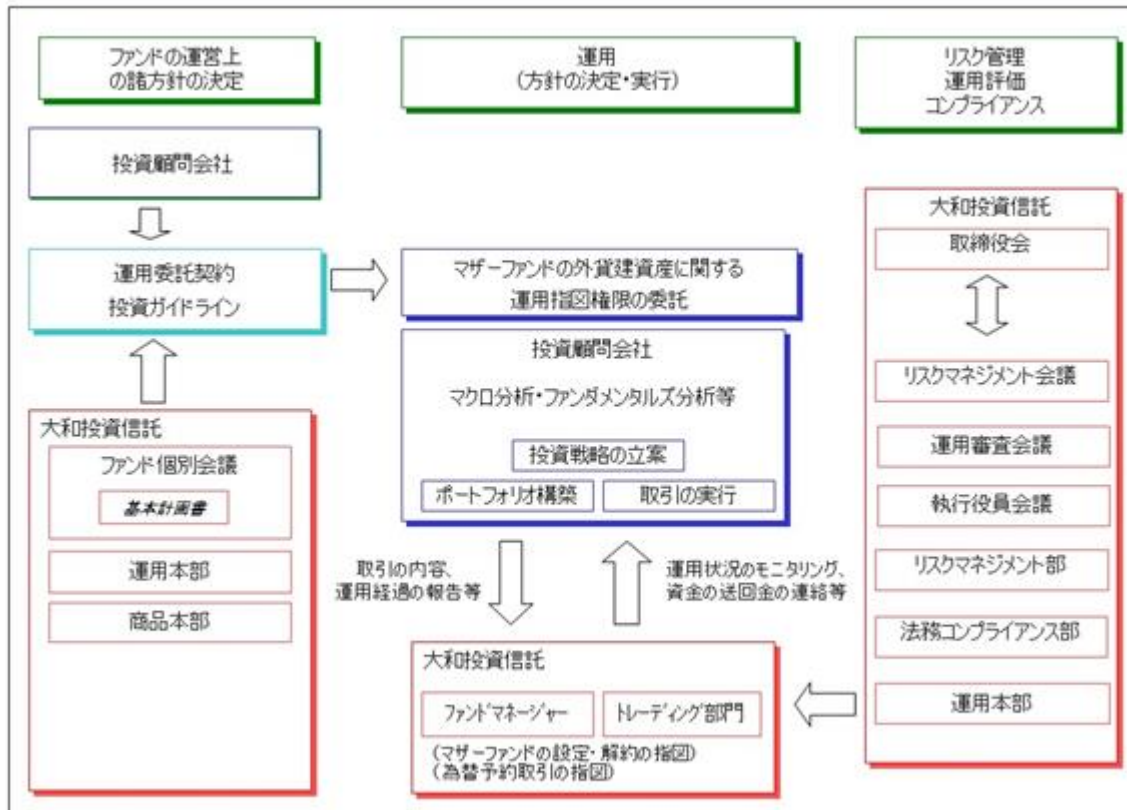 ファンドの運営上
の諸方針の決定
運用
(方針の決定・実行)
リスク管理
運用評価
コンプライアンス
投資顧問会社
運用委託契約
投資ガイドライン
マザーファンドの外貨建資産に関する
運用指図権限の委託
投資顧問会社
マクロ分析・ファンダメンタルズ分析等
投資戦略の立案
ポートフォリオ構築
取引の実行
大和投資信託
ファンド個別会議
基本計画書
運用本部
商品本部
取引の内容、
運用経過の報告等
運用状況のモニタリング、
資金の送回金の連絡等
大和投資信託
ファンドマネージャー
トレーディング部門
(マザーファンドの設定・解約の指図)
(為替予約取引の指図)
大和投資信託
取締役会
リスクマネジメント会議
運用審査会議
執行役員会議
リスクマネジメント部
法務コンプライアンス部
運用本部